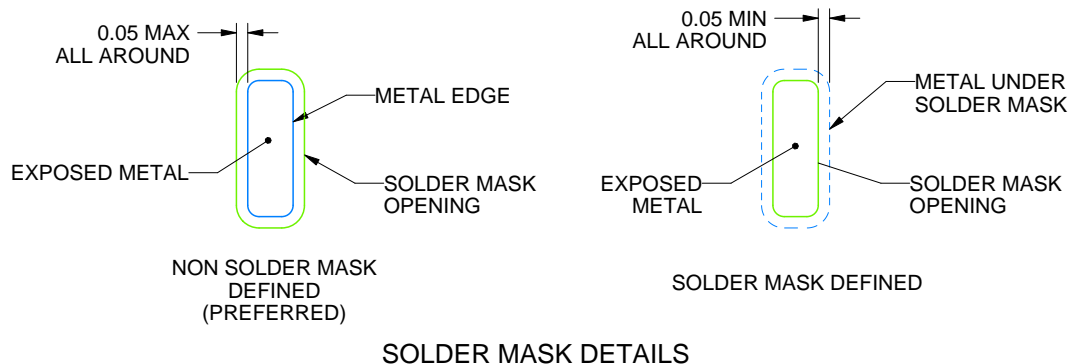 0.05 MAX
ALL AROUND
METAL EDGE
EXPOSED METAL
SOLDER MASK
OPENING
NON SOLDER MASK
DEFINED
(PREFERRED)
0.05 MIN
ALL AROUND
METAL UNDER
SOLDER MASK
EXPOSED
METAL
SOLDER MASK
OPENING
SOLDER MASK DEFINED
SOLDER MASK DETAILS